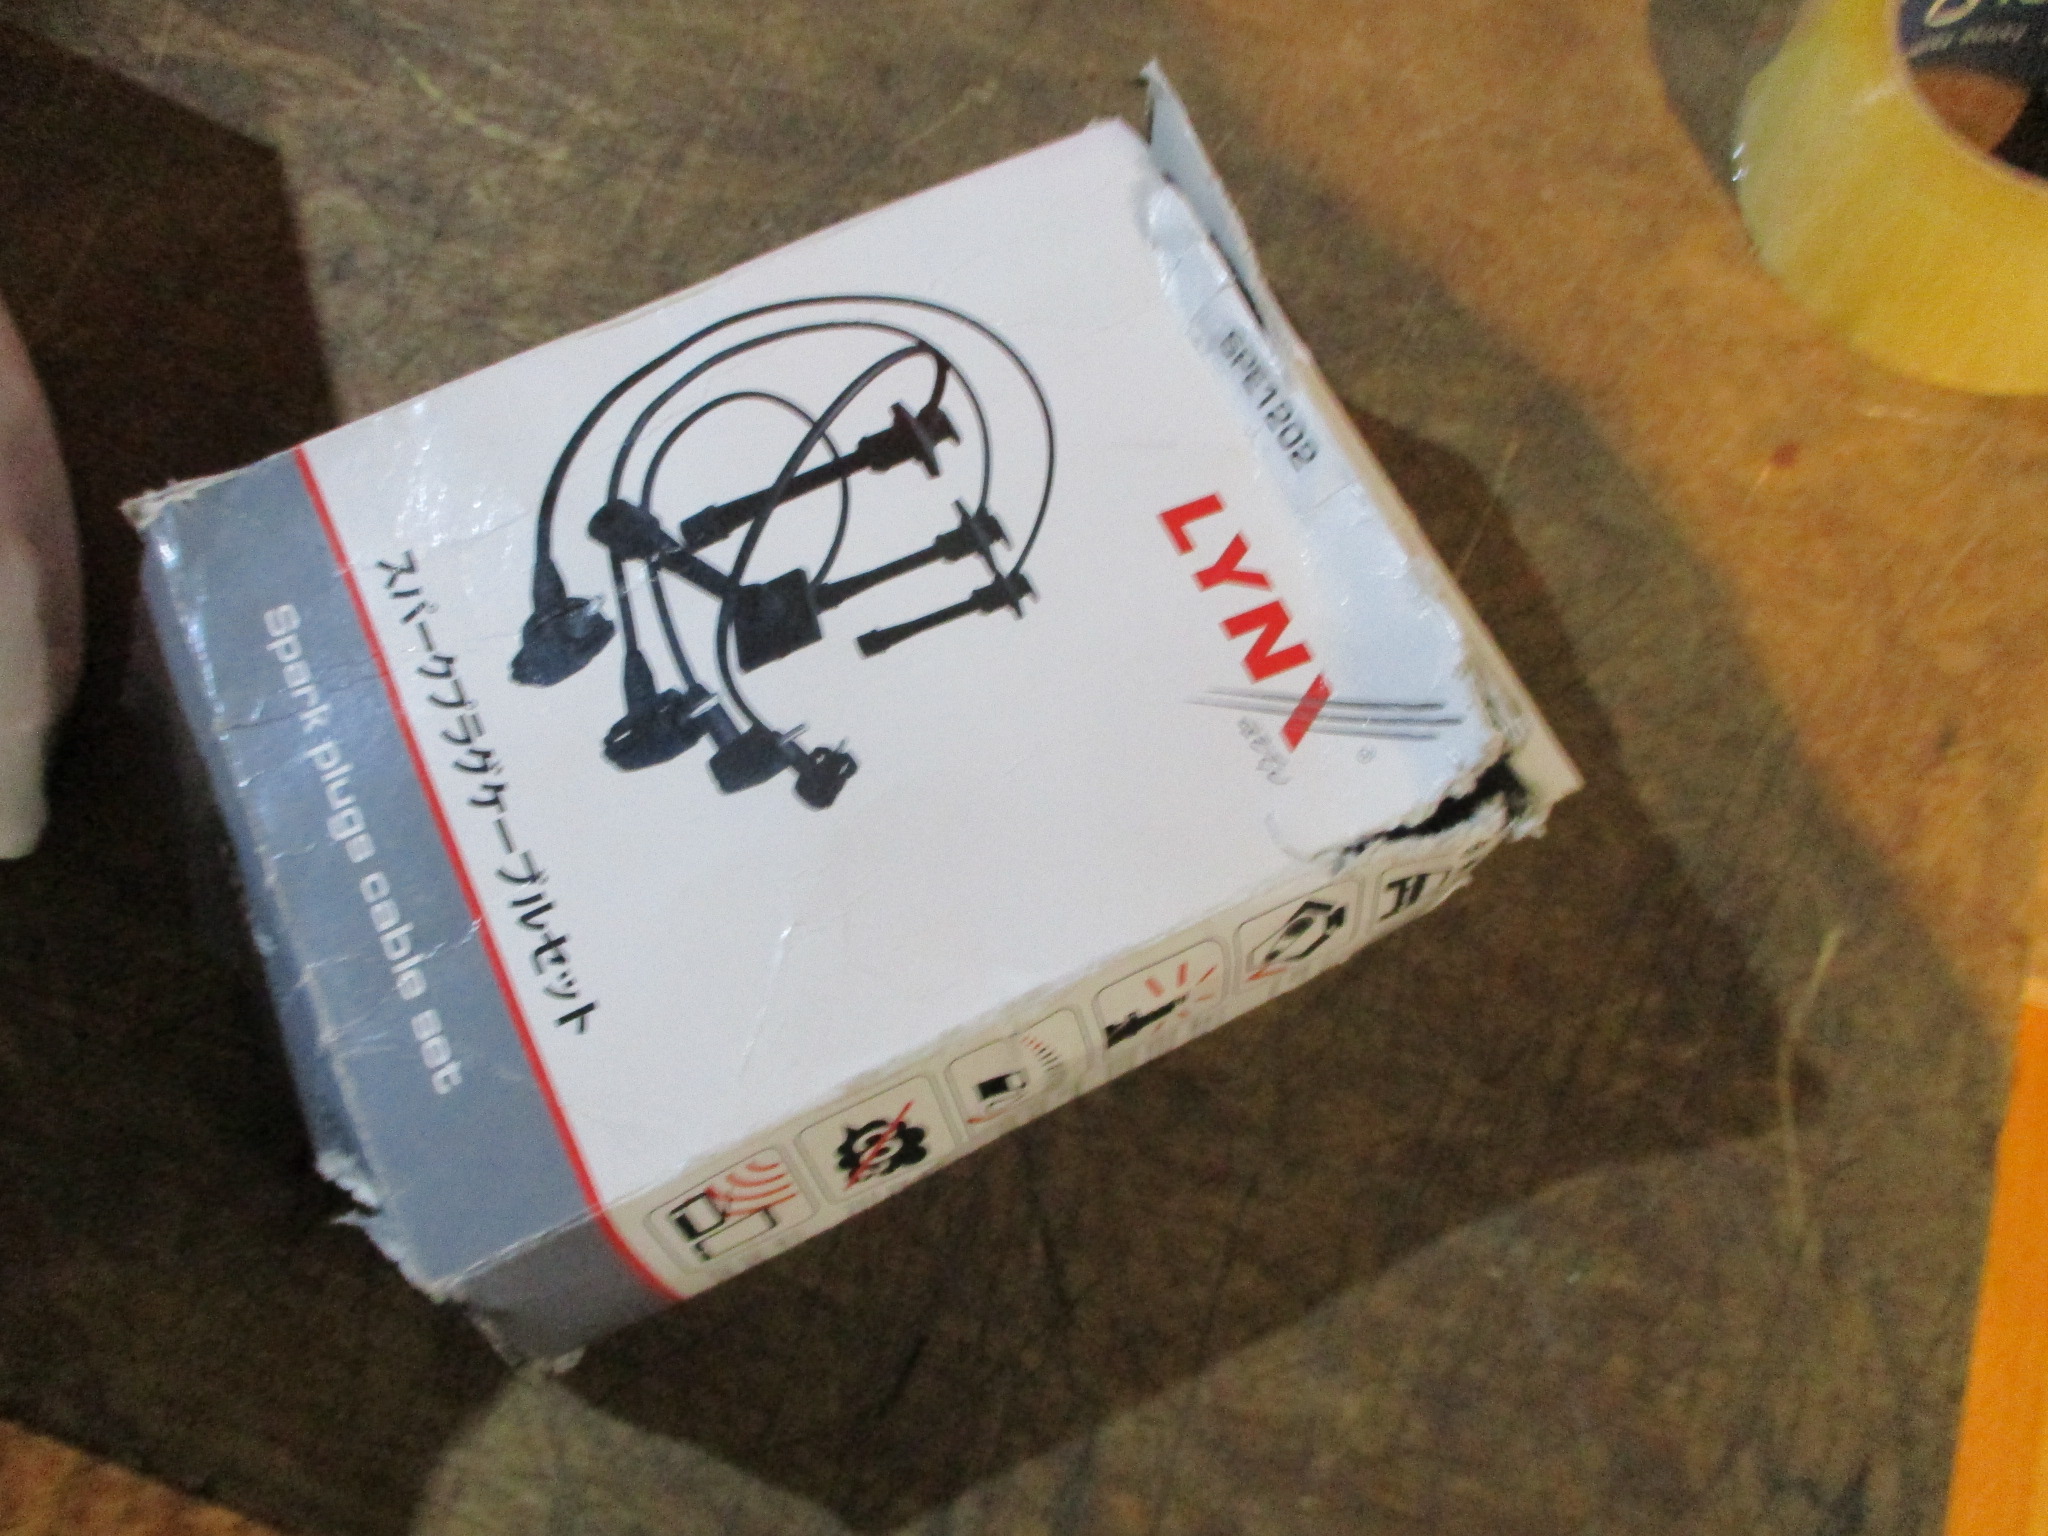 SPE1202
LYNX
®
スパークプラグケーブルセット
Spark plugs cable set